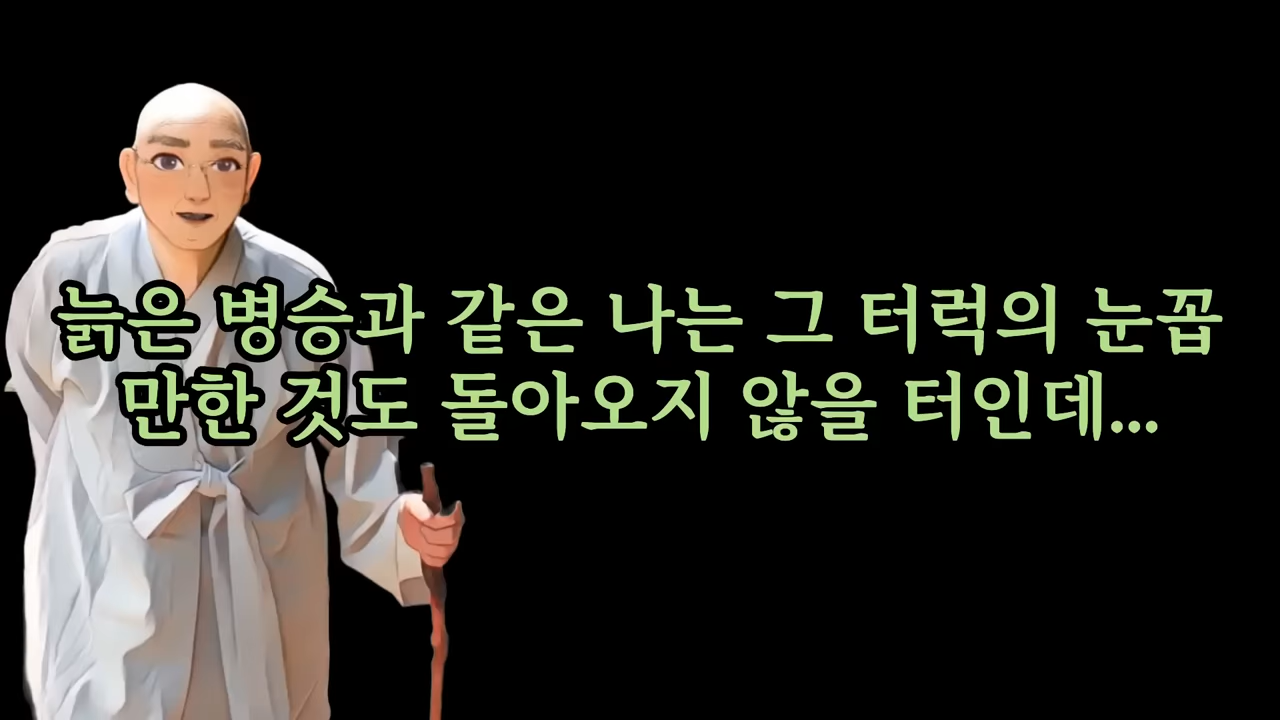 늙은 병승과 같은 나는 그 터럭의 눈꼽
만한 것도 돌아오지 않을 터인데...